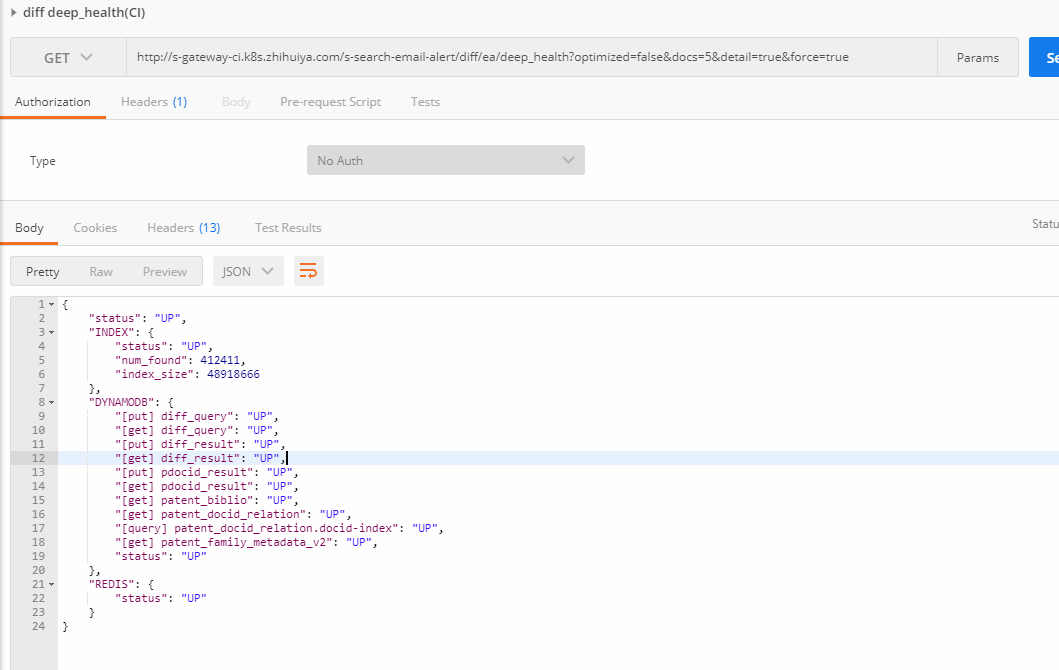 diff deep_health(CI)
GET http://s-gateway-ci.k8s.zhihuiya.com/s-search-email-alert/diff/ea/deep_health?optimized=false&docs=5&detail=true&force=true Params Se
Authorization Headers (1) Body Pre-request Script Tests
Type No Auth
Body Cookies Headers (13) Test Results Statu
Pretty Raw Preview JSON
1 {
2 "status": "UP",
3 "INDEX": {
4 "status": "UP",
5 "num_found": 412411,
6 "index_size": 48918666
7 },
8 "DYNAMODB": {
9 "[put] diff_query": "UP",
10 "[get] diff_query": "UP",
11 "[put] diff_result": "UP",
12 "[get] diff_result": "UP",
13 "[put] pdocid_result": "UP",
14 "[get] pdocid_result": "UP",
15 "[get] patent_biblio": "UP",
16 "[get] patent_docid_relation": "UP",
17 "[query] patent_docid_relation.docid-index": "UP",
18 "[get] patent_family_metadata_v2": "UP",
19 "status": "UP"
20 },
21 "REDIS": {
22 "status": "UP"
23 }
24 }